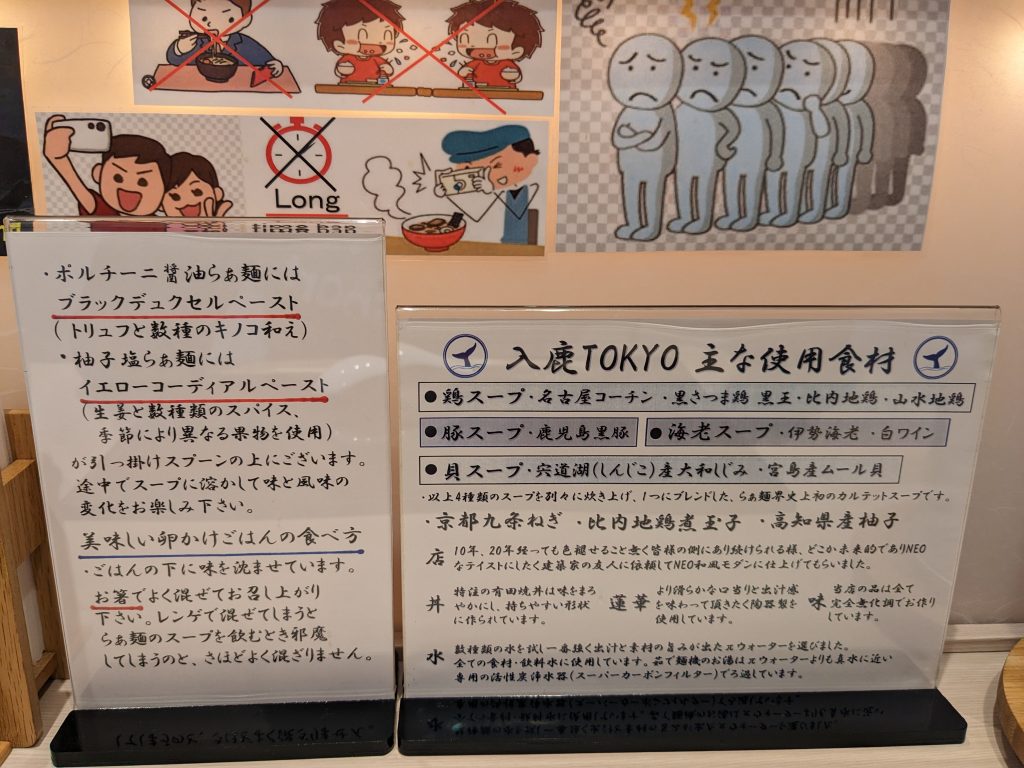 Long
・ポルチーニ醤油らぁ麺には
ブラックデュクセルペースト
(トリュフと数種のキノコ和え)
・柚子塩らぁ麺には
イエローコーディアルペースト
(生姜と数種類のスパイス、
季節により異なる果物を使用)
が引っ掛けスプーンの上にございます。
途中でスープに溶かして味と風味の
変化をお楽しみ下さい。
美味しい卵かけごはんの食べ方
・ごはんの下に味を沈ませています。
お箸でよく混ぜてお召し上がり
下さい。レンゲで混ぜてしまうと
らぁ麺のスープを飲むとき邪魔
してしまうのと、さほどよく混ざりません。
入鹿TOKYO 主な使用食材
●鶏スープ・名古屋コーチン・黒さつま鶏 黒王・比内地鶏・山水地鶏
●豚スープ・鹿児島黒豚
●海老スープ・伊勢海老・白ワイン
●貝スープ・宍道湖(しんじこ)産大和しじみ・宮島産ムール貝
・以上4種類のスープを別々に炊き上げ、1つにブレンドした、らぁ麺界史上初のカルテットスープです。
・京都九条ねぎ・比内地鶏煮玉子・高知県産柚子
店 10年、20年経っても色褪せること無く皆様の側にあり続けられる様、どこか未来的でありNEO
なテイストにしたく建築家の友人に依頼してNEO和風モダンに仕上げてもらいました。
丼 特注の有田焼丼は味をまろ
やかにし、持ちやすい形状
に作られています。
蓮華 より滑らかな口当りと出汁感
を味わって頂きたく陶器製を
使用しています。
味 当店の品は全て
完全無化調でお作り
しています。
水 数種類の水を試し一番強く出汁と素材の旨みが出たπウォーターを選びました。
全ての食材・飲料水に使用しています。茹で麺機のお湯はπウォーターよりも真水に近い
専用の活性炭浄水器(スーパーカーボンフィルター)でろ過しています。